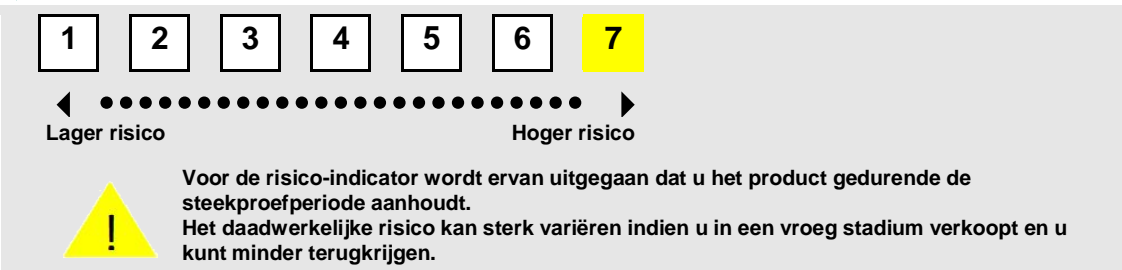 1 2 3 4 5 6 7
Lager risico Hoger risico
Voor de risico-indicator wordt ervan uitgegaan dat u het product gedurende de
steekproefperiode aanhoudt.
Het daadwerkelijke risico kan sterk variëren indien u in een vroeg stadium verkoopt en u
! kunt minder terugkrijgen.